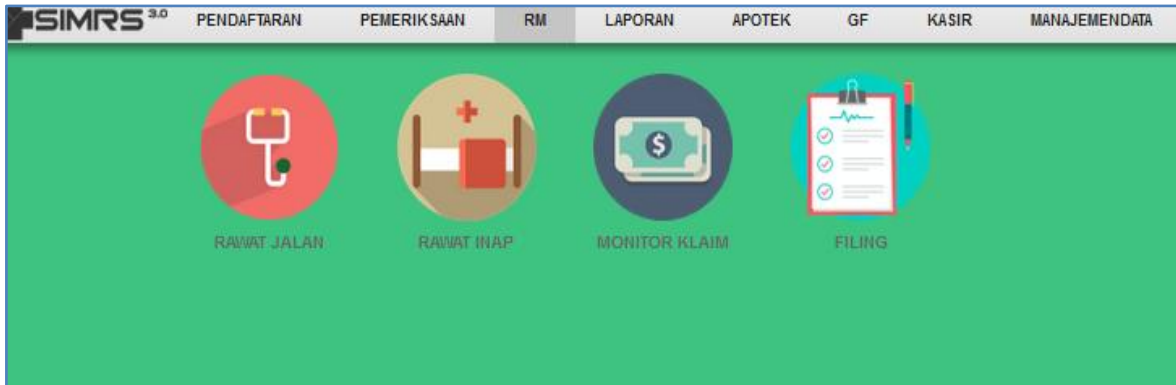 SIMRS 3.0 PENDAFTARAN PEMERIKSAAN RM LAPORAN APOTEK GF KASIR MANAJEMENDATA
RAWAT JALAN RAWAT INAP MONITOR KLAIM FILING